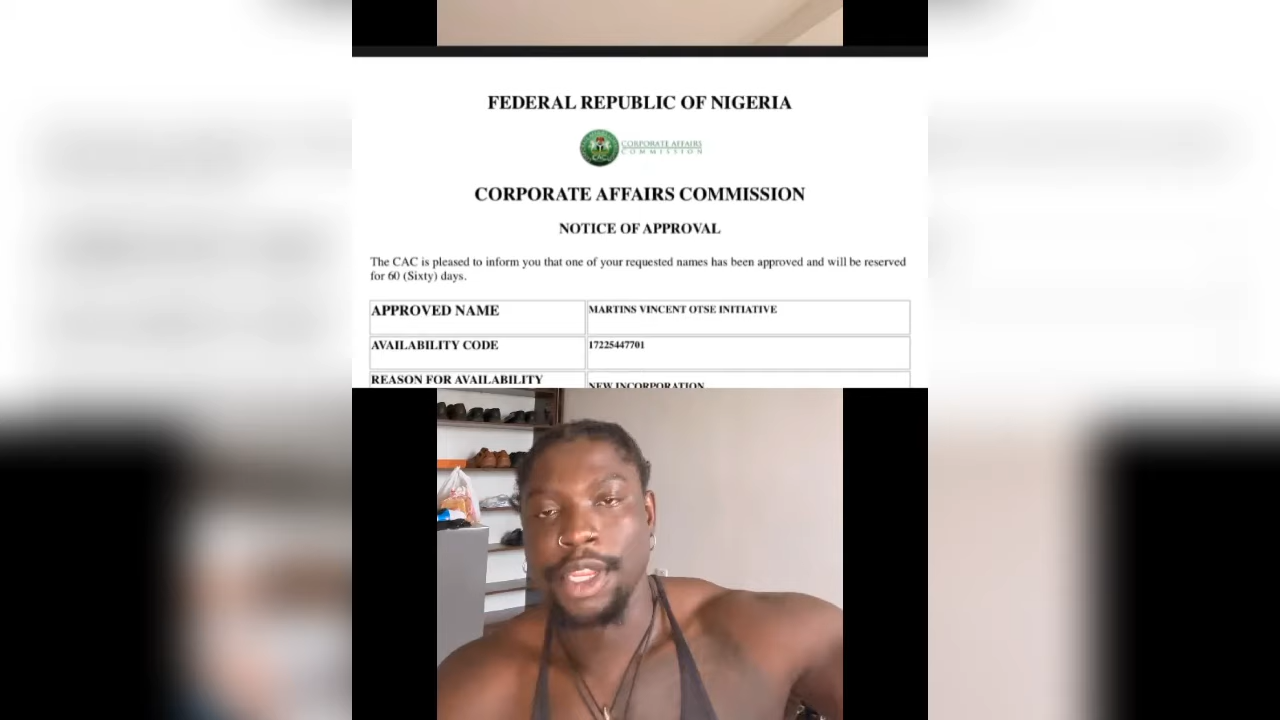 FEDERAL REPUBLIC OF NIGERIA
CORPORATE AFFAIRS
COMMISSION
CORPORATE AFFAIRS COMMISSION
NOTICE OF APPROVAL
The CAC is pleased to inform you that one of your requested names has been approved and will be reserved
for 60 (Sixty) days.
APPROVED NAME MARTINS VINCENT OTSE INITIATIVE
AVAILABILITY CODE 17225447701
REASON FOR AVAILABILITY NEW INCORPORATION